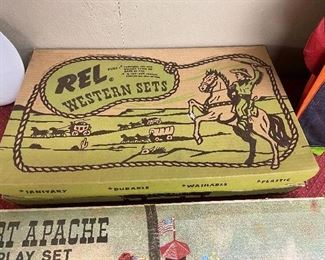 REL
WESTERN SETS
* SANITARY * DURABLE * WASHABLE * PLASTIC
RT APACHE
PLAY SET